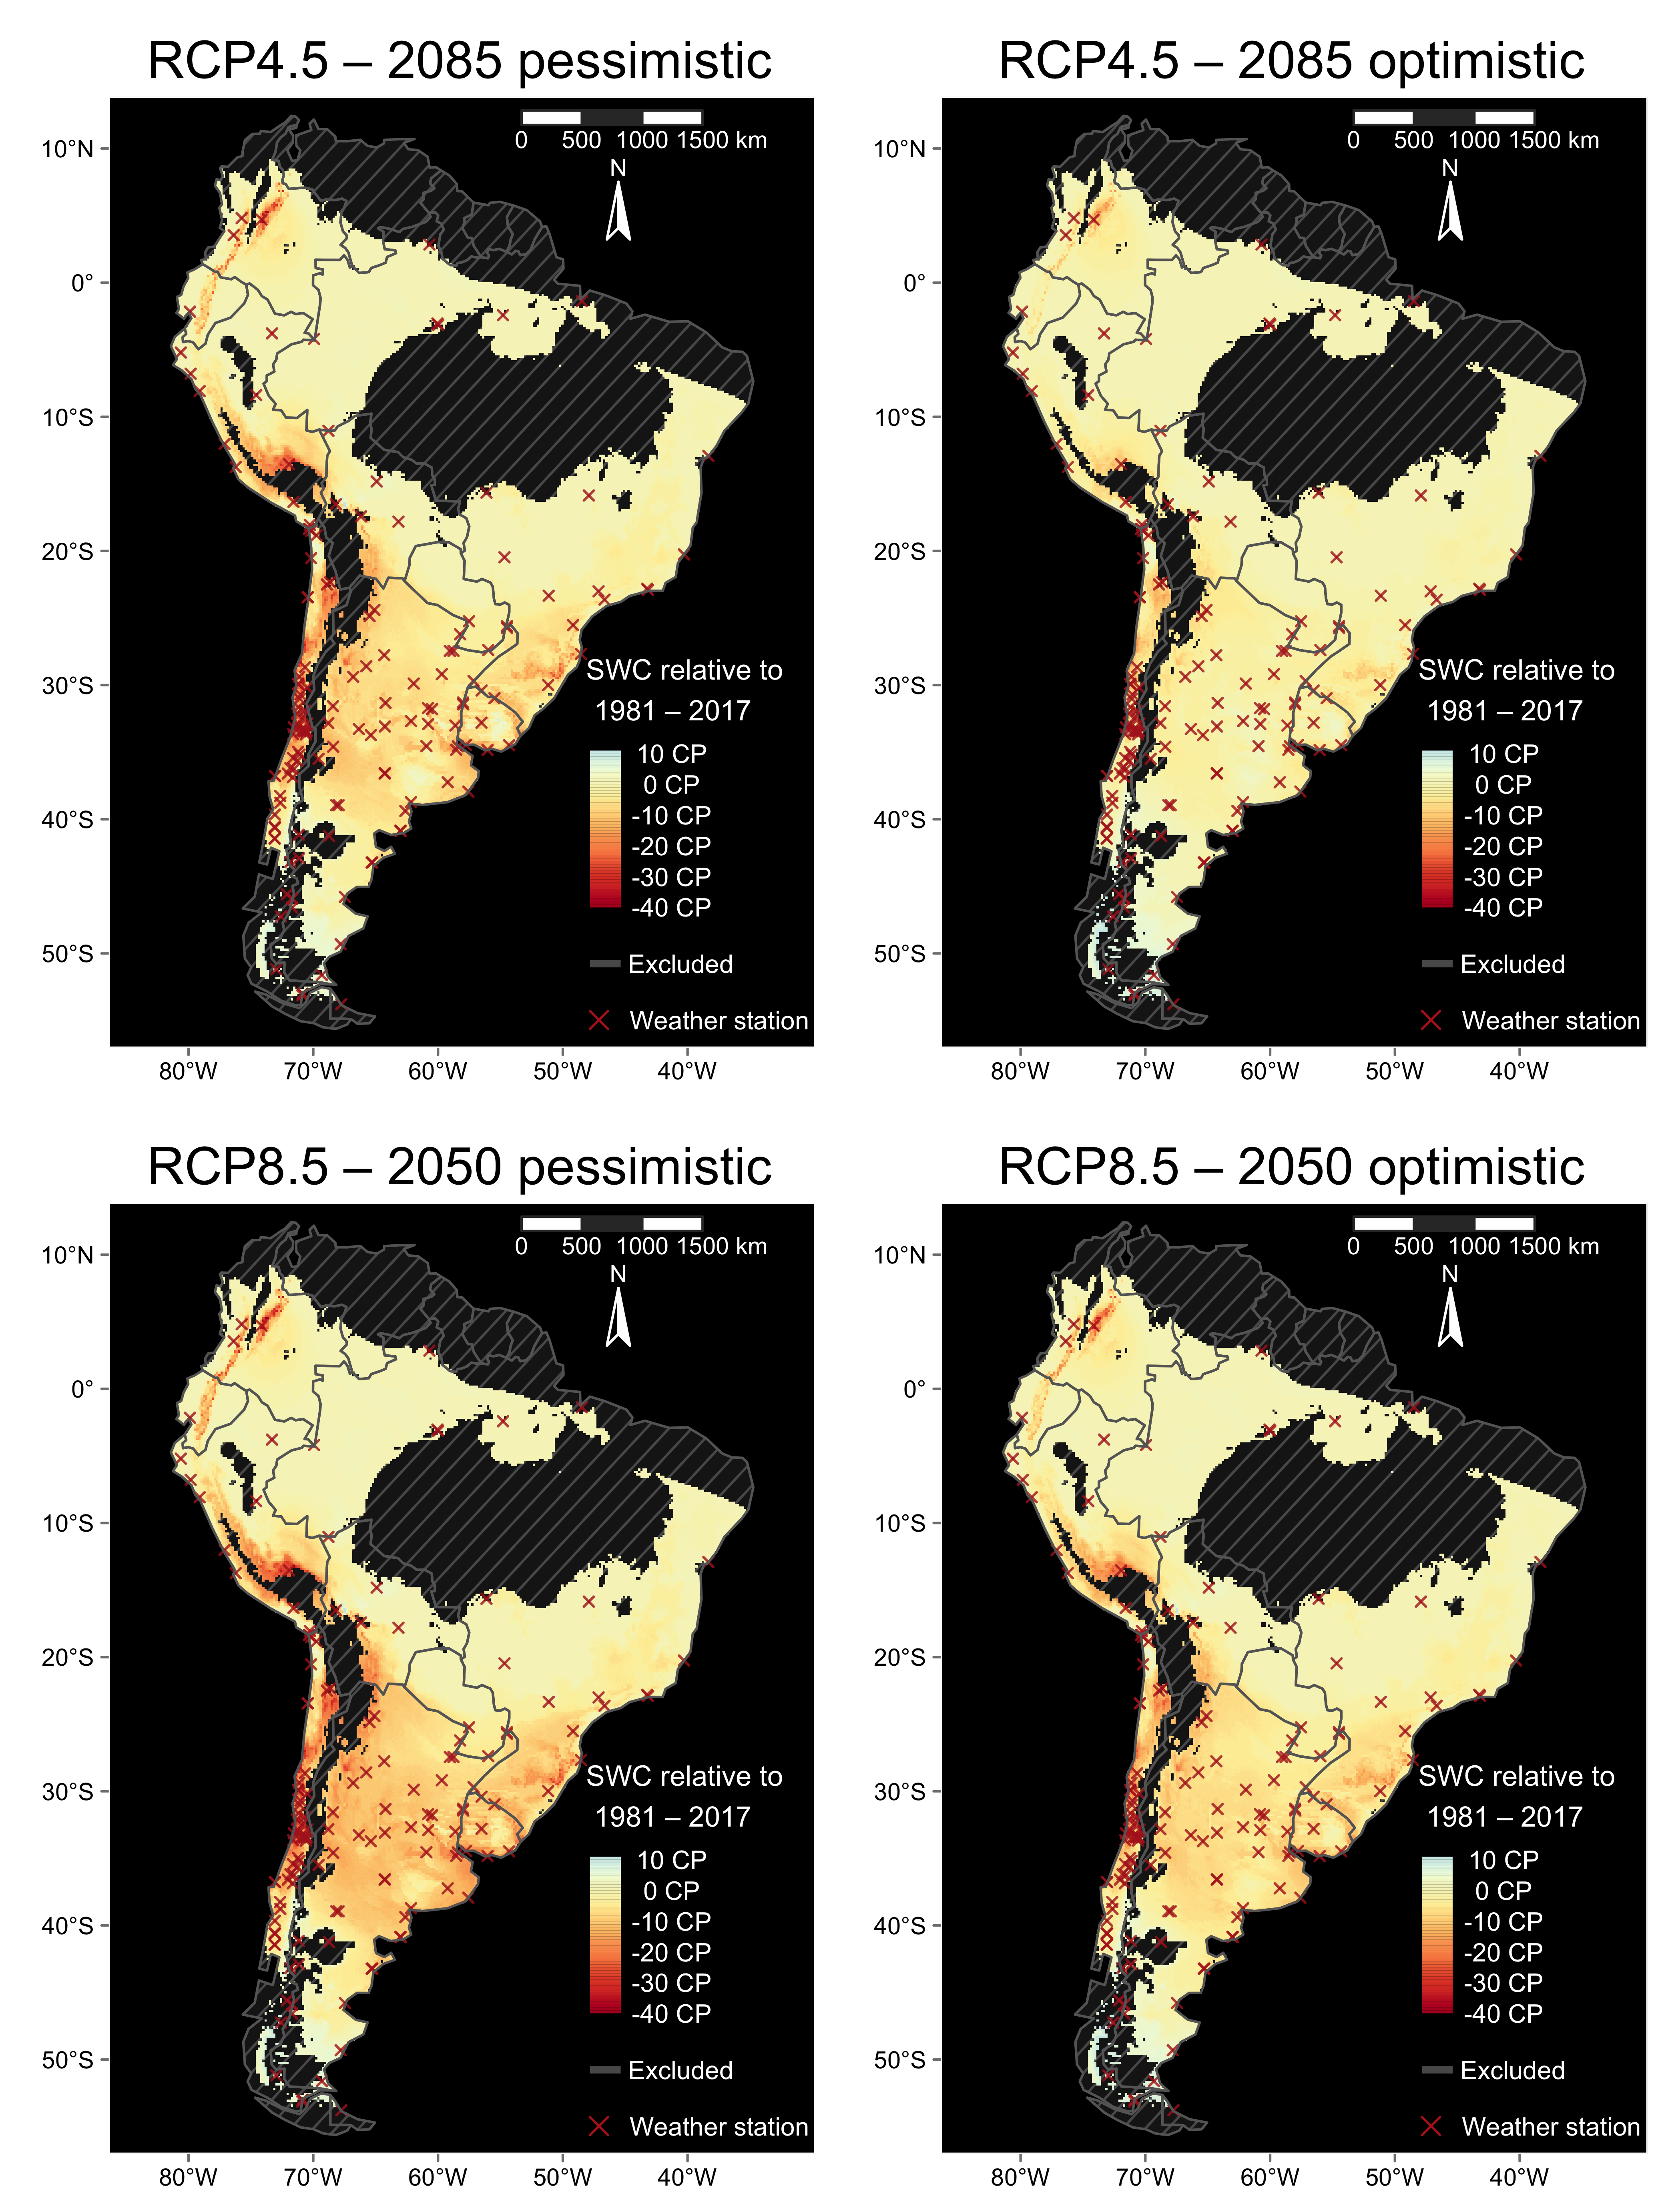 RCP4.5 – 2085 pessimistic
0 500 1000 1500 km
N
10°N
0°
10°S
20°S
30°S
40°S
50°S
SWC relative to
1981 – 2017
10 CP
0 CP
-10 CP
-20 CP
-30 CP
-40 CP
Excluded
Weather station
80°W 70°W 60°W 50°W 40°W
RCP4.5 – 2085 optimistic
0 500 1000 1500 km
N
10°N
0°
10°S
20°S
30°S
40°S
50°S
SWC relative to
1981 – 2017
10 CP
0 CP
-10 CP
-20 CP
-30 CP
-40 CP
Excluded
Weather station
80°W 70°W 60°W 50°W 40°W
RCP8.5 – 2050 pessimistic
0 500 1000 1500 km
N
10°N
0°
10°S
20°S
30°S
40°S
50°S
SWC relative to
1981 – 2017
10 CP
0 CP
-10 CP
-20 CP
-30 CP
-40 CP
Excluded
Weather station
80°W 70°W 60°W 50°W 40°W
RCP8.5 – 2050 optimistic
0 500 1000 1500 km
N
10°N
0°
10°S
20°S
30°S
40°S
50°S
SWC relative to
1981 – 2017
10 CP
0 CP
-10 CP
-20 CP
-30 CP
-40 CP
Excluded
Weather station
80°W 70°W 60°W 50°W 40°W